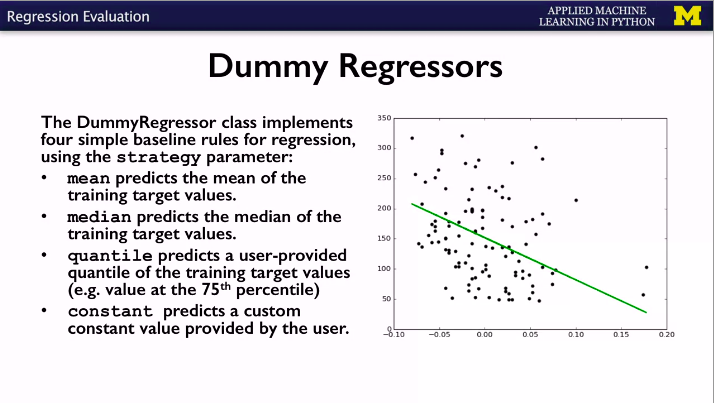 Regression Evaluation
APPLIED MACHINE
LEARNING IN PYTHON
M
Dummy Regressors
The DummyRegressor class implements
four simple baseline rules for regression,
using the strategy parameter:
• mean predicts the mean of the
training target values.
• median predicts the median of the
training target values.
• quantile predicts a user-provided
quantile of the training target values
(e.g. value at the 75th percentile)
• constant predicts a custom
constant value provided by the user.
350
300
250
200
150
100
50
0
−0.10 −0.05 0.00 0.05 0.10 0.15 0.20